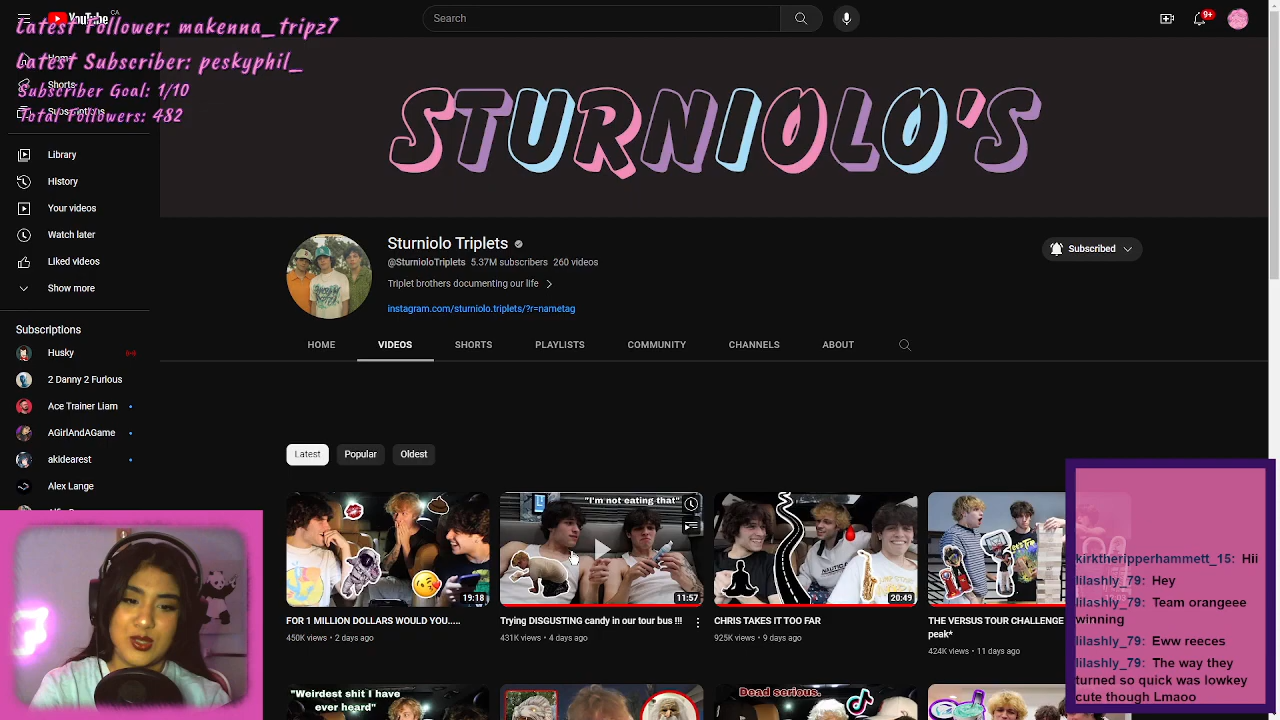 Latest Follower: makenna_tripz7
Latest Subscriber: peskyphil_
Subscriber Goal: 1/10
Total Followers: 482
YouTube
CA
Search
9+
Home
Shorts
Subscriptions
Library
History
Your videos
Watch later
Liked videos
Show more
Subscriptions
Husky
2 Danny 2 Furious
Ace Trainer Liam
AGirlAndAGame
akidearest
Alex Lange
STURNIOLO'S
Sturniolo Triplets
@SturnioloTriplets 5.37M subscribers 260 videos
Triplet brothers documenting our life
instagram.com/sturniolo.triplets/?r=nametag
Subscribed
HOME
VIDEOS
SHORTS
PLAYLISTS
COMMUNITY
CHANNELS
ABOUT
Latest
Popular
Oldest
19:18
FOR 1 MILLION DOLLARS WOULD YOU.....
450K views • 2 days ago
"I'm not eating that"
11:57
Trying DISGUSTING candy in our tour bus !!!
431K views • 4 days ago
20:49
CHRIS TAKES IT TOO FAR
925K views • 9 days ago
THE VERSUS TOUR CHALLENGE
peak*
424K views • 11 days ago
"Weirdest shit I have
ever heard"
Dead serious.
kirktheripperhammett_15: Hii
lilashly_79: Hey
lilashly_79: Team orangeee
winning
lilashly_79: Eww reeces
lilashly_79: The way they
turned so quick was lowkey
cute though Lmaoo